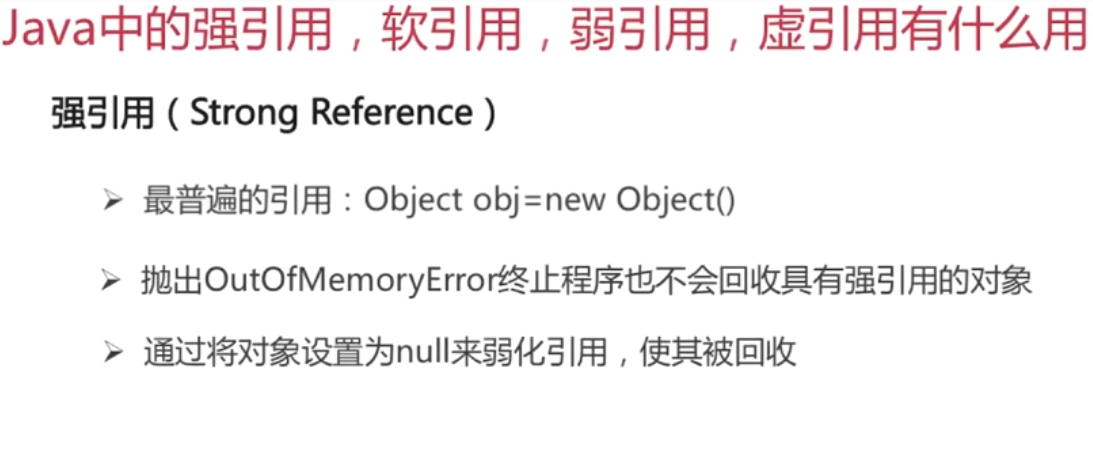 Java中的强引用，软引用，弱引用，虚引用有什么用
强引用（Strong Reference）
➢ 最普遍的引用：Object obj=new Object()
➢ 抛出OutOfMemoryError终止程序也不会回收具有强引用的对象
➢ 通过将对象设置为null来弱化引用，使其被回收